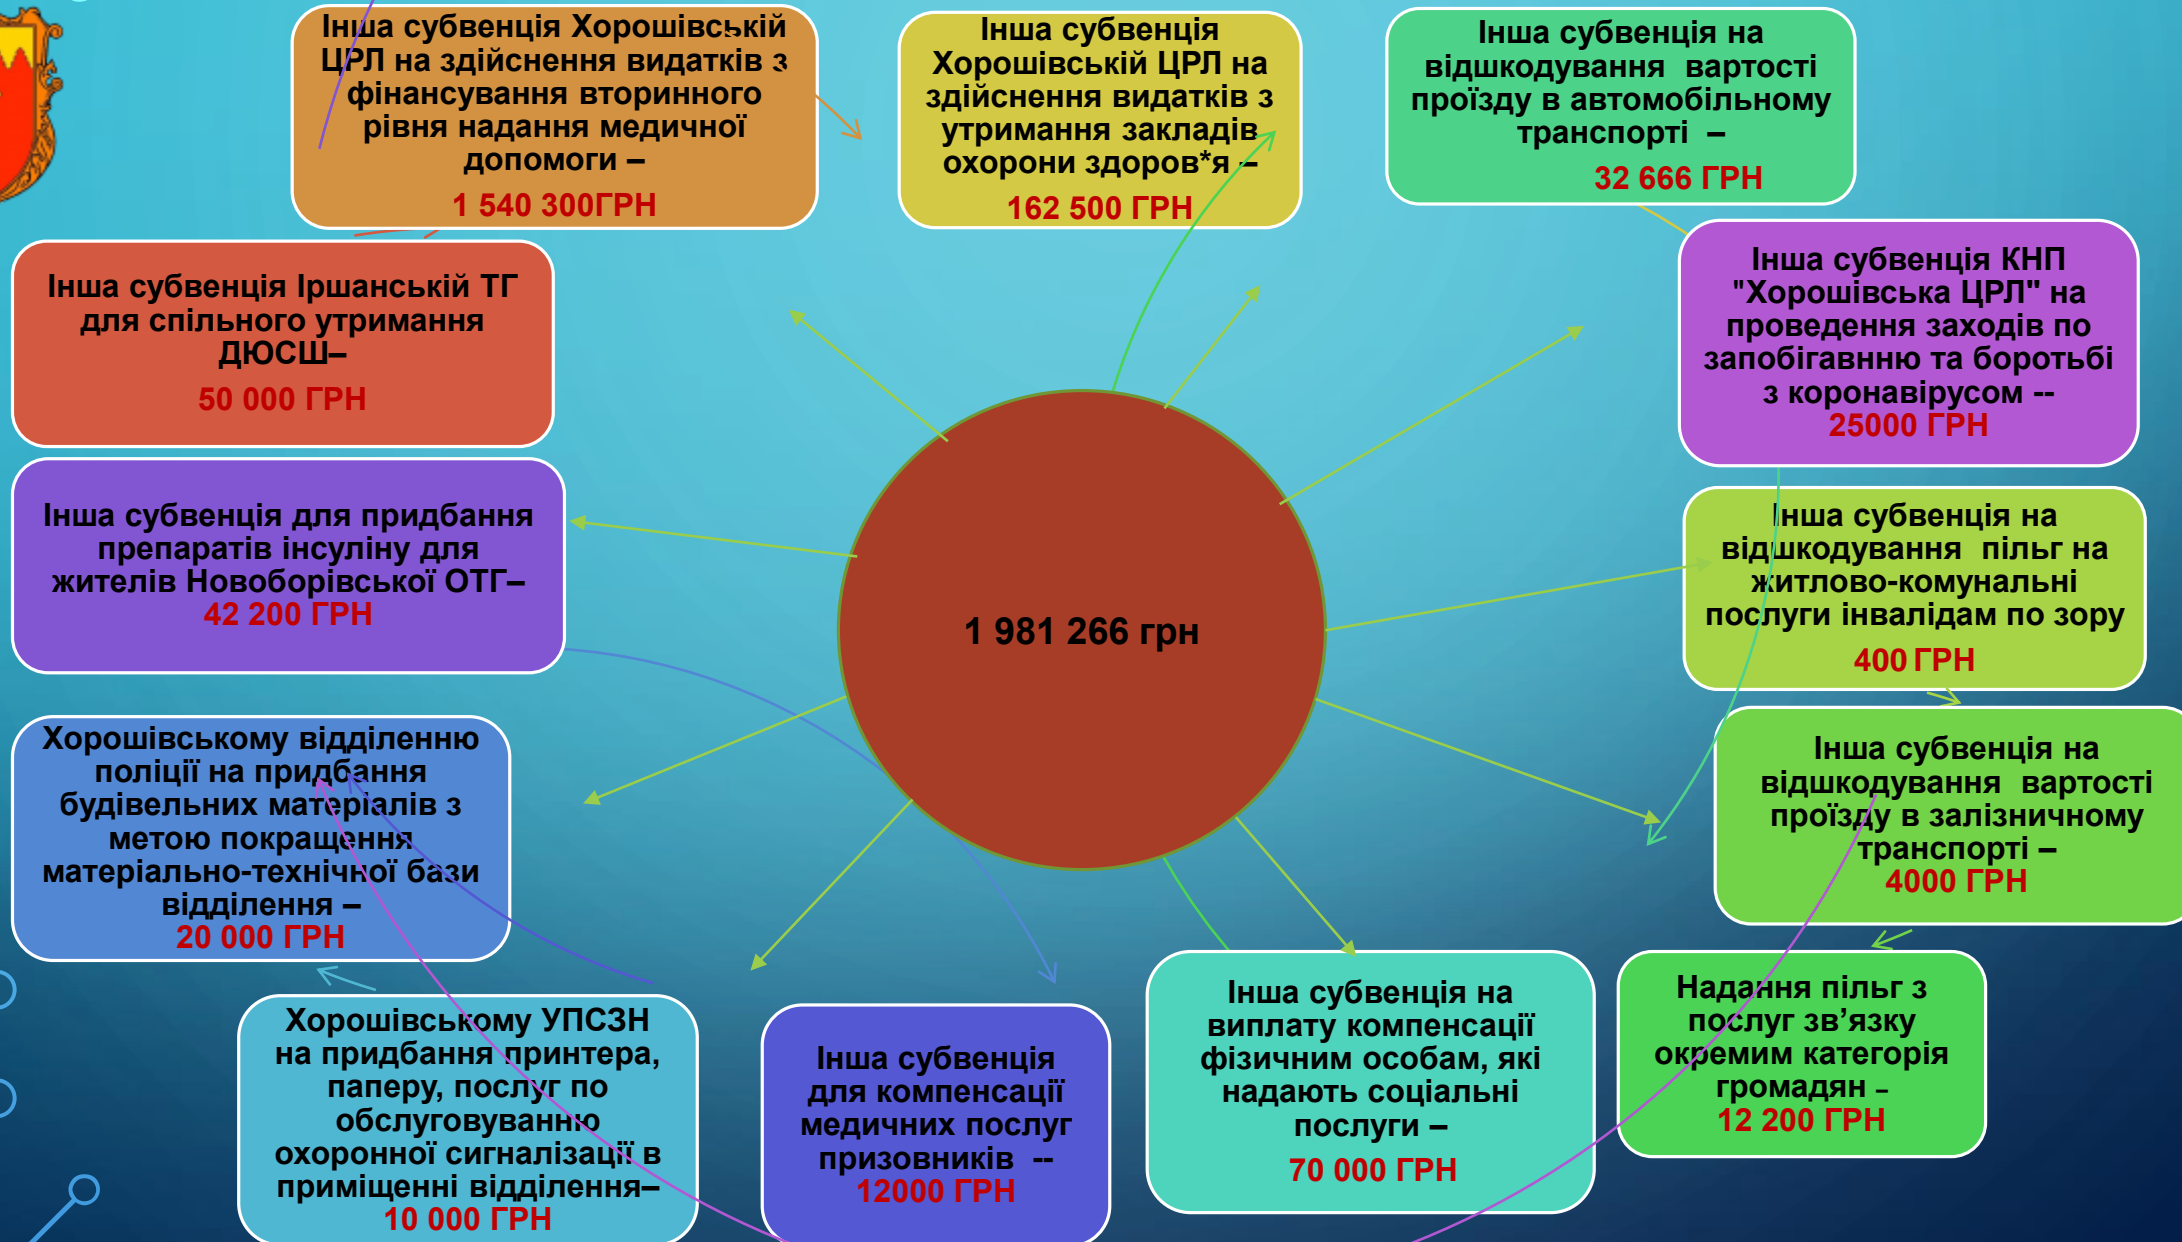 Інша субвенція Хорошівській
ЦРЛ на здійснення видатків з
фінансування вторинного
рівня надання медичної
допомоги –
1 540 300ГРН
Інша субвенція
Хорошівській ЦРЛ на
здійснення видатків з
утримання закладів
охорони здоров*я –
162 500 ГРН
Інша субвенція на
відшкодування вартості
проїзду в автомобільному
транспорті –
32 666 ГРН
Інша субвенція КНП
"Хорошівська ЦРЛ" на
проведення заходів по
запобігавнню та боротьбі
з коронавірусом --
25000 ГРН
Інша субвенція на
відшкодування пільг на
житлово-комунальні
послуги інвалідам по зору
400 ГРН
Інша субвенція на
відшкодування вартості
проїзду в залізничному
транспорті –
4000 ГРН
Надання пільг з
послуг зв’язку
окремим категорія
громадян –
12 200 ГРН
Інша субвенція на
виплату компенсації
фізичним особам, які
надають соціальні
послуги –
70 000 ГРН
Інша субвенція
для компенсації
медичних послуг
призовників --
12000 ГРН
Хорошівському УПСЗН
на придбання принтера,
паперу, послуг по
обслуговуванню
охоронної сигналізації в
приміщенні відділення–
10 000 ГРН
Хорошівському відділенню
поліції на придбання
будівельних матеріалів з
метою покращення
матеріально-технічної бази
відділення –
20 000 ГРН
Інша субвенція для придбання
препаратів інсуліну для
жителів Новоборівської ОТГ–
42 200 ГРН
Інша субвенція Іршанській ТГ
для спільного утримання
ДЮСШ–
50 000 ГРН
1 981 266 грн